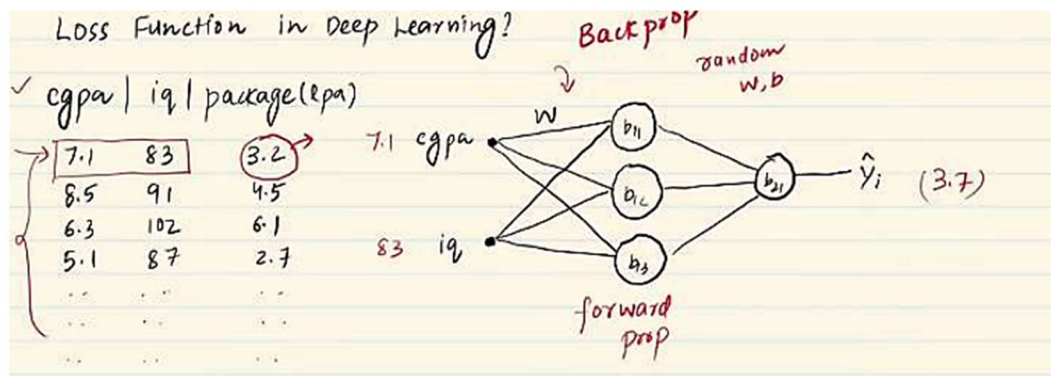 Loss Function in Deep Learning?
Backprop
random
w,b
cgpa | iq | package(lpa)
7.1 83 3.2
8.5 91 4.5
6.3 102 6.1
5.1 87 2.7
.. .. ..
.. .. ..
.. .. ..
W
7.1 cgpa
83 iq
b11
b12
b13
b21
ŷi (3.7)
forward
prop